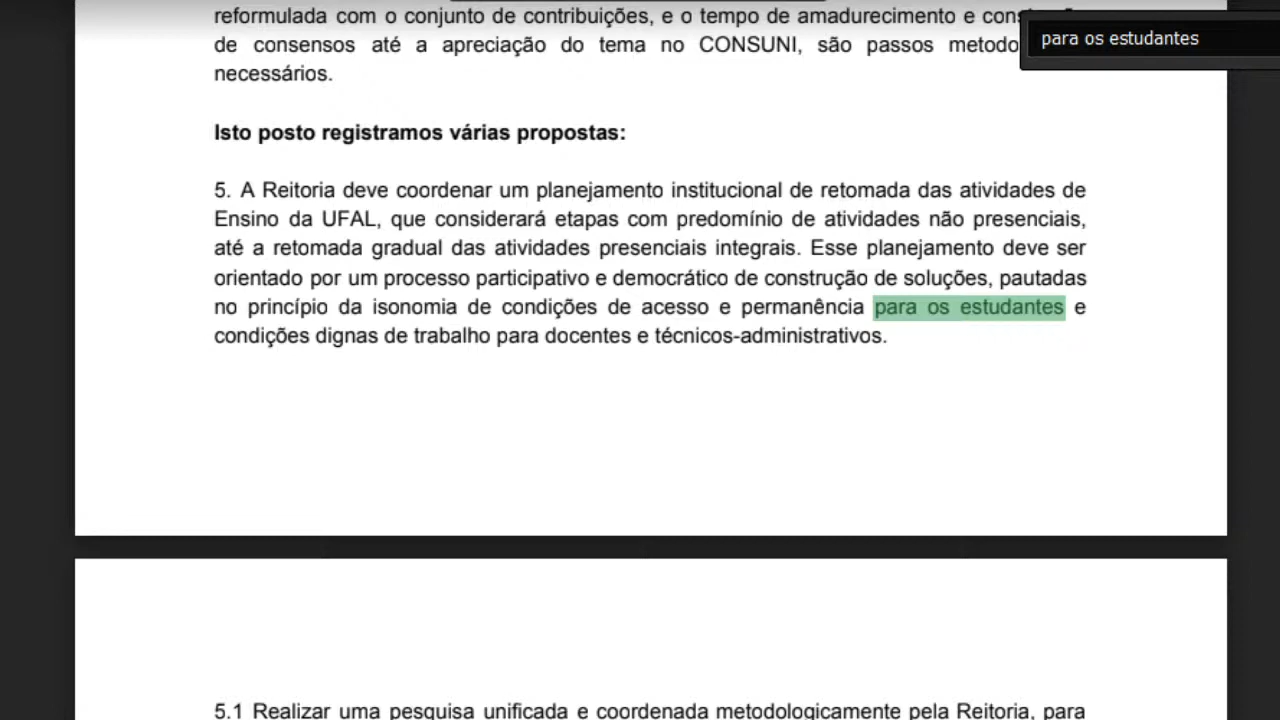 reformulada com o conjunto de contribuições, e o tempo de amadurecimento e
de consensos até a apreciação do tema no CONSUNI, são passos
necessários.
para os estudantes
Isto posto registramos várias propostas:
5. A Reitoria deve coordenar um planejamento institucional de retomada das atividades de
Ensino da UFAL, que considerará etapas com predomínio de atividades não presenciais,
até a retomada gradual das atividades presenciais integrais. Esse planejamento deve ser
orientado por um processo participativo e democrático de construção de soluções, pautadas
no princípio da isonomia de condições de acesso e permanência para os estudantes e
condições dignas de trabalho para docentes e técnicos-administrativos.
5.1 Realizar uma pesquisa unificada e coordenada metodologicamente pela Reitoria, para